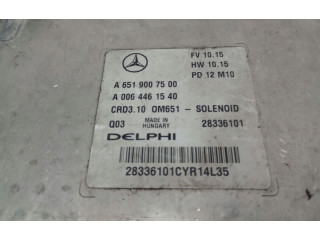 FV 10.15
HW 10.15
PD 12 M10
A 651 900 75 00
A 006 446 15 40
CRD3.10 OM651 - SOLENOID
Q03
MADE IN
HUNGARY
28336101
DELPHI
28336101CYR14L35